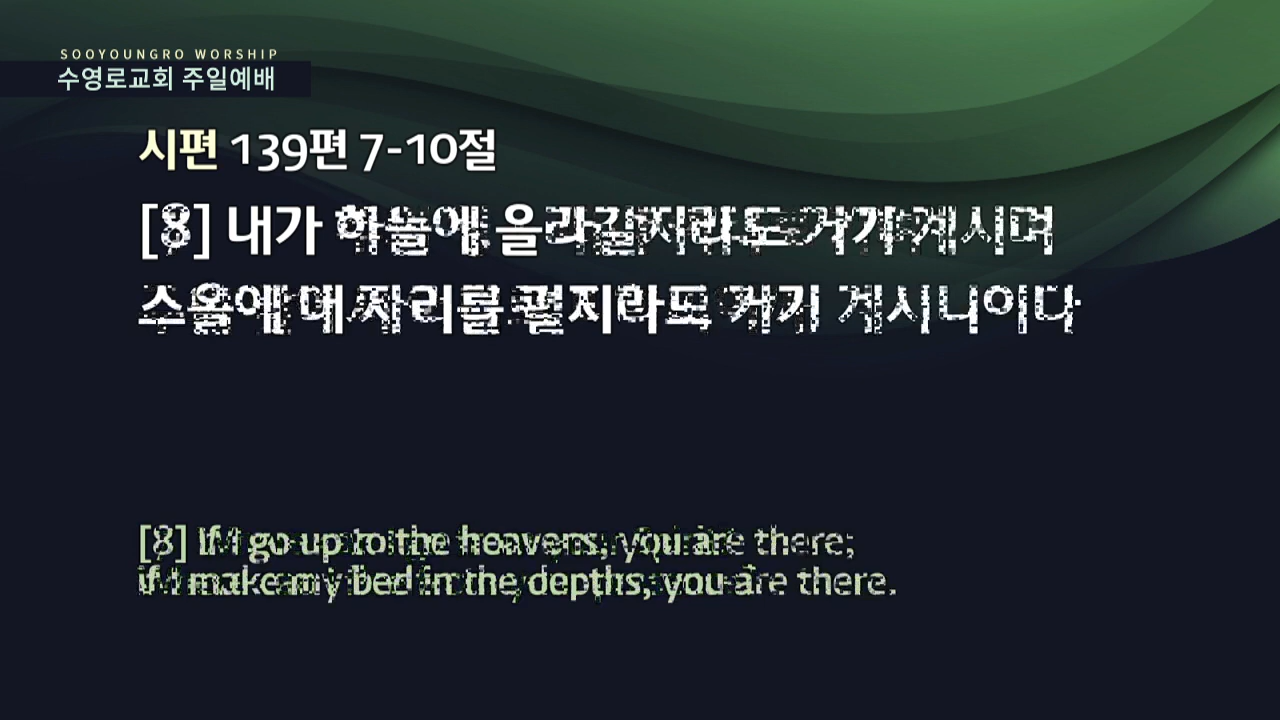 SOOYOUNGRO WORSHIP
수영로교회 주일예배
시편 139편 7-10절
[8] 내가 하늘에 올라갈지라도 거기 계시며
스올에 내 자리를 펼지라도 거기 계시니이다
[8] If I go up to the heavens, you are there;
if I make my bed in the depths, you are there.